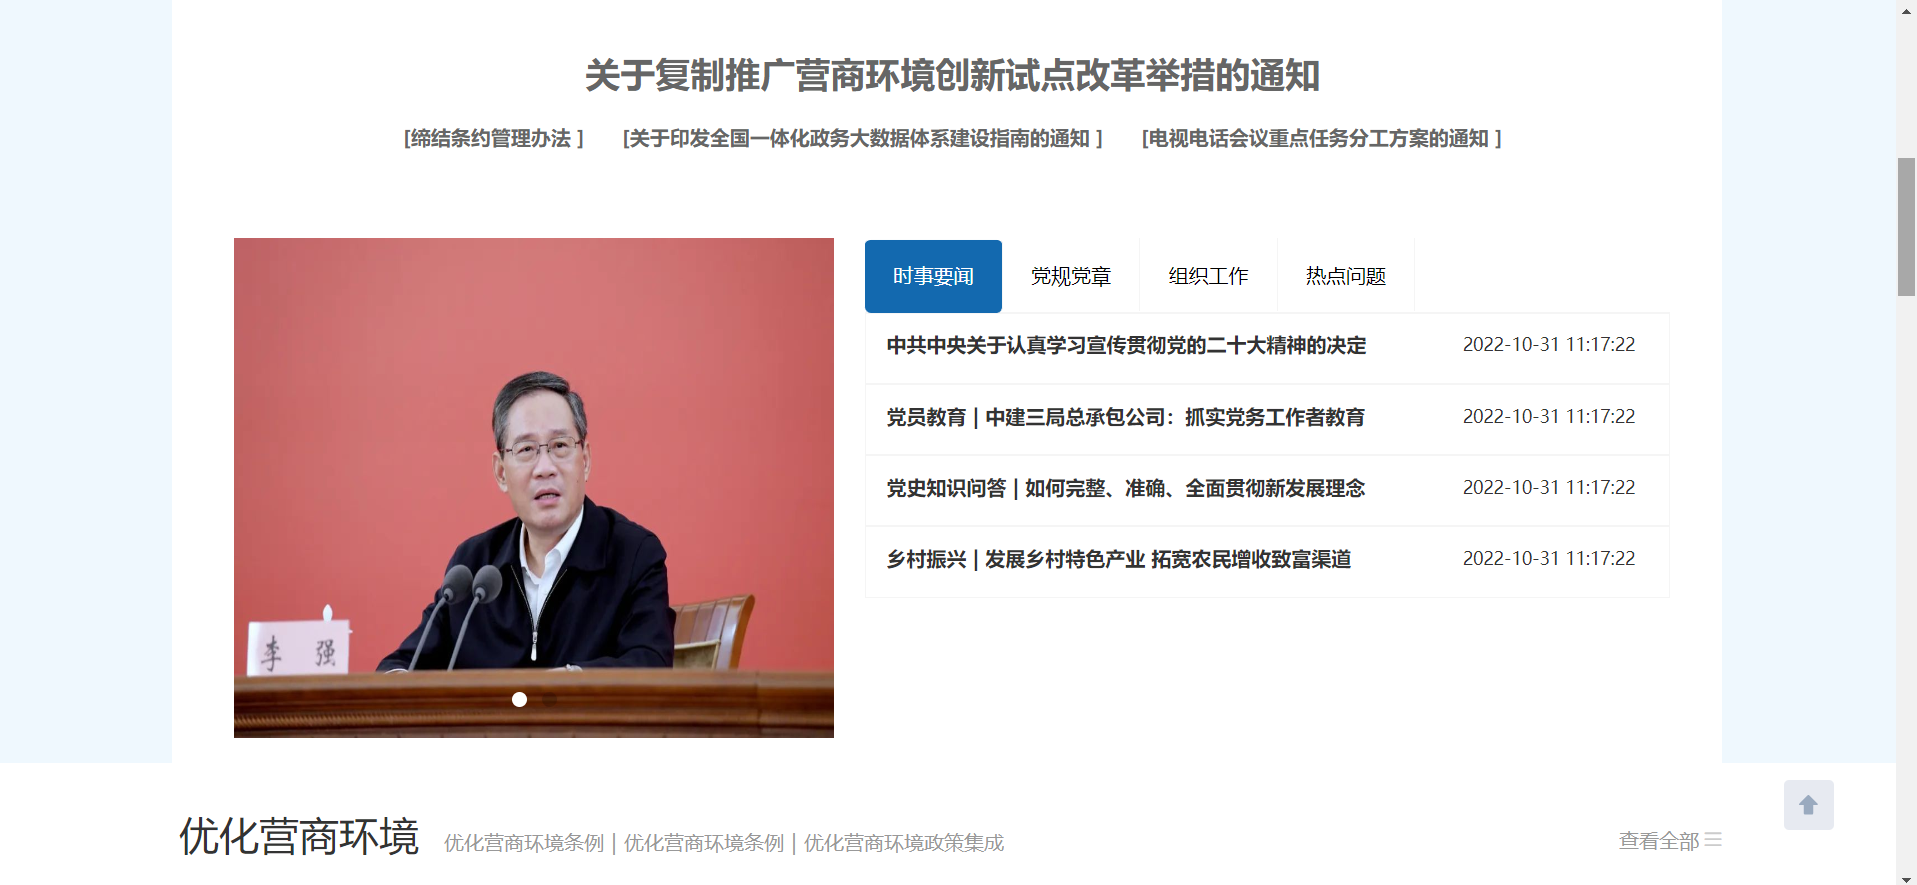 关于复制推广营商环境创新试点改革举措的通知
[缔结条约管理办法 ] [关于印发全国一体化政务大数据体系建设指南的通知 ] [电视电话会议重点任务分工方案的通知 ]
李 强
时事要闻 党规党章 组织工作 热点问题
中共中央关于认真学习宣传贯彻党的二十大精神的决定 2022-10-31 11:17:22
党员教育 | 中建三局总承包公司：抓实党务工作者教育 2022-10-31 11:17:22
党史知识问答 | 如何完整、准确、全面贯彻新发展理念 2022-10-31 11:17:22
乡村振兴 | 发展乡村特色产业 拓宽农民增收致富渠道 2022-10-31 11:17:22
优化营商环境 优化营商环境条例 | 优化营商环境条例 | 优化营商环境政策集成 查看全部